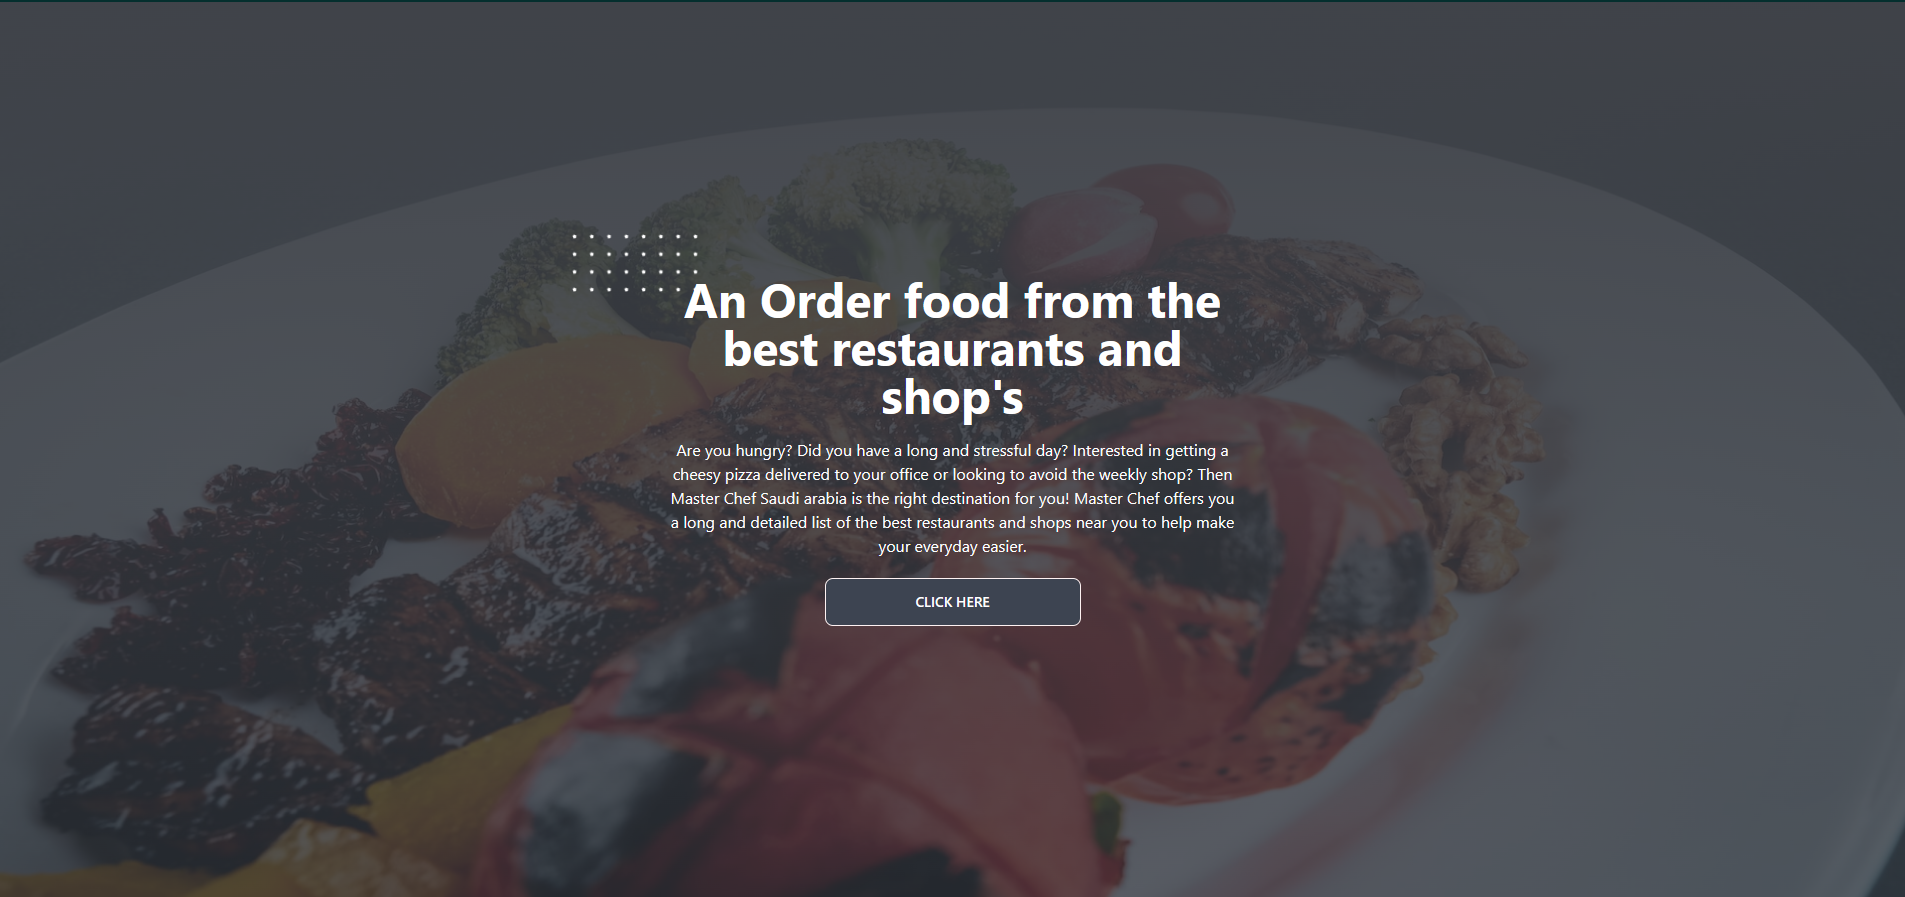 An Order food from the
best restaurants and
shop's
Are you hungry? Did you have a long and stressful day? Interested in getting a
cheesy pizza delivered to your office or looking to avoid the weekly shop? Then
Master Chef Saudi arabia is the right destination for you! Master Chef offers you
a long and detailed list of the best restaurants and shops near you to help make
your everyday easier.
CLICK HERE